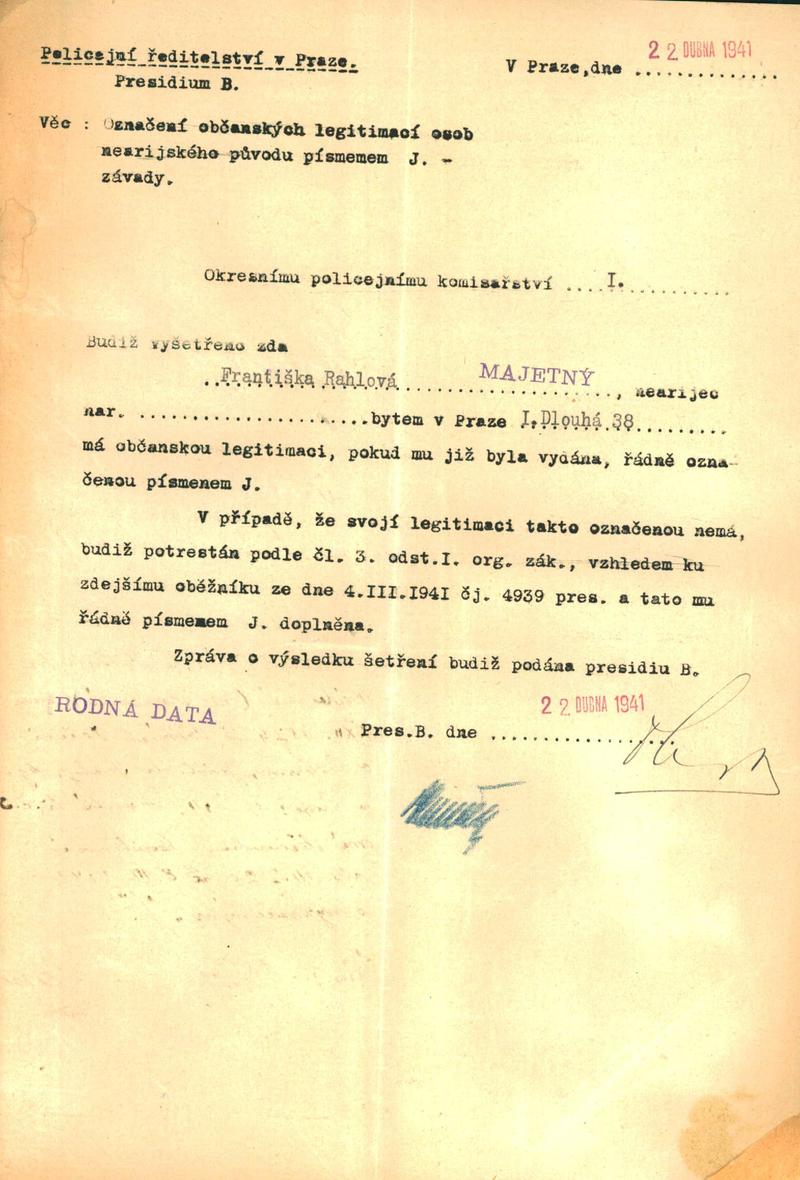 Policejní ředitelství v Praze.
Presidium B.
V Praze,dne 22 DUBNA 1941
Věc : Označení občanských legitimací osob
nearijského původu písmemem J. -
závady.
Okresnímu policejnímu komisařství ....I...........
Budiž vyšetřeno zda
..Františka Rahlová.................... MAJETNÝ ..., nearijec
nar. .....................bytem v Praze I.Dlouhá 38.........
má občanskou legitimaci, pokud mu již byla vydána, řádně ozna-
čenou písmenem J.
V případě, že svojí legitimaci takto označenou nemá,
budiž potrestán podle čl. 3. odst.I. org. zák., vzhledem ku
zdejšímu oběžníku ze dne 4.III.1941 čj. 4939 pres. a tato mu
řádně písmenem J. doplněna.
Zpráva o výsledku šetření budiž podána presidiu B.
RODNÁ DATA
Pres.B. dne 22 DUBNA 1941